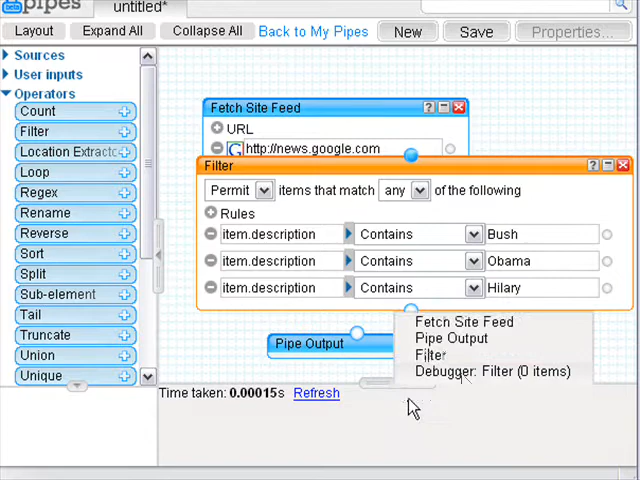 pipes
beta
untitled*
Layout
Expand All
Collapse All
Back to My Pipes
New
Save
Properties...
Sources
User inputs
Operators
Count
Filter
Location Extracto
Loop
Regex
Rename
Reverse
Sort
Split
Sub-element
Tail
Truncate
Union
Unique
Fetch Site Feed
?
URL
G http://news.google.com
Filter
?
Permit items that match any of the following
Rules
item.description Contains Bush
item.description Contains Obama
item.description Contains Hilary
Pipe Output
Fetch Site Feed
Pipe Output
Filter
Debugger: Filter (0 items)
Time taken: 0.00015s Refresh